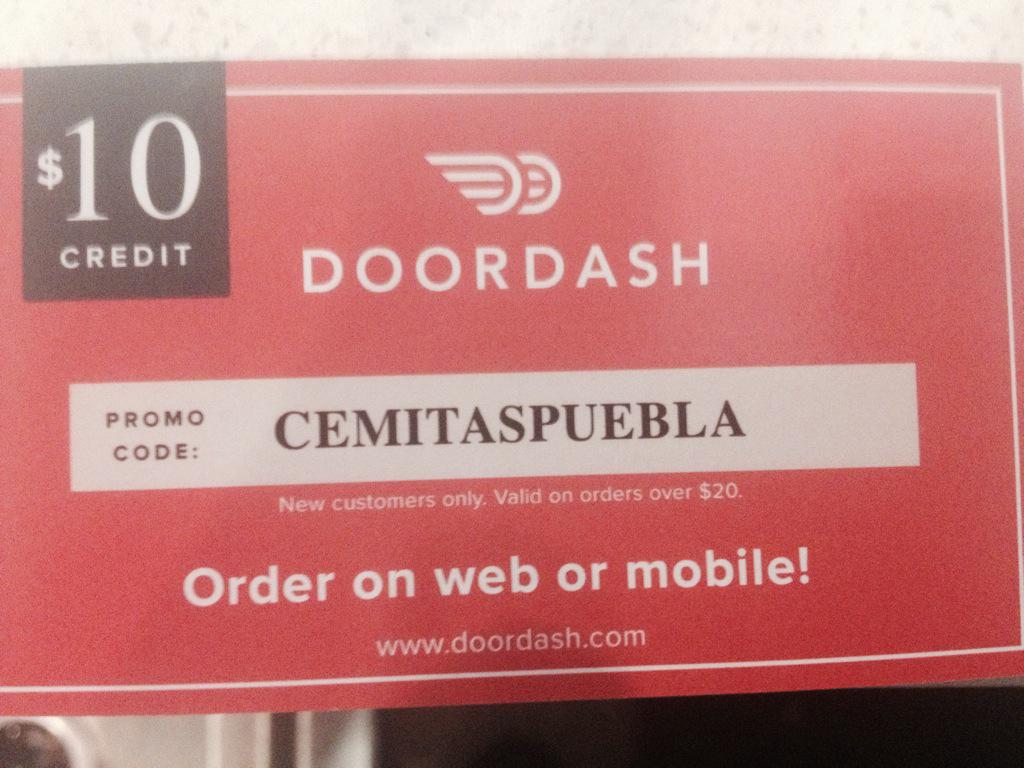 $10
CREDIT
DOORDASH
PROMO
CODE:
CEMITASPUEBLA
New customers only. Valid on orders over $20.
Order on web or mobile!
www.doordash.com